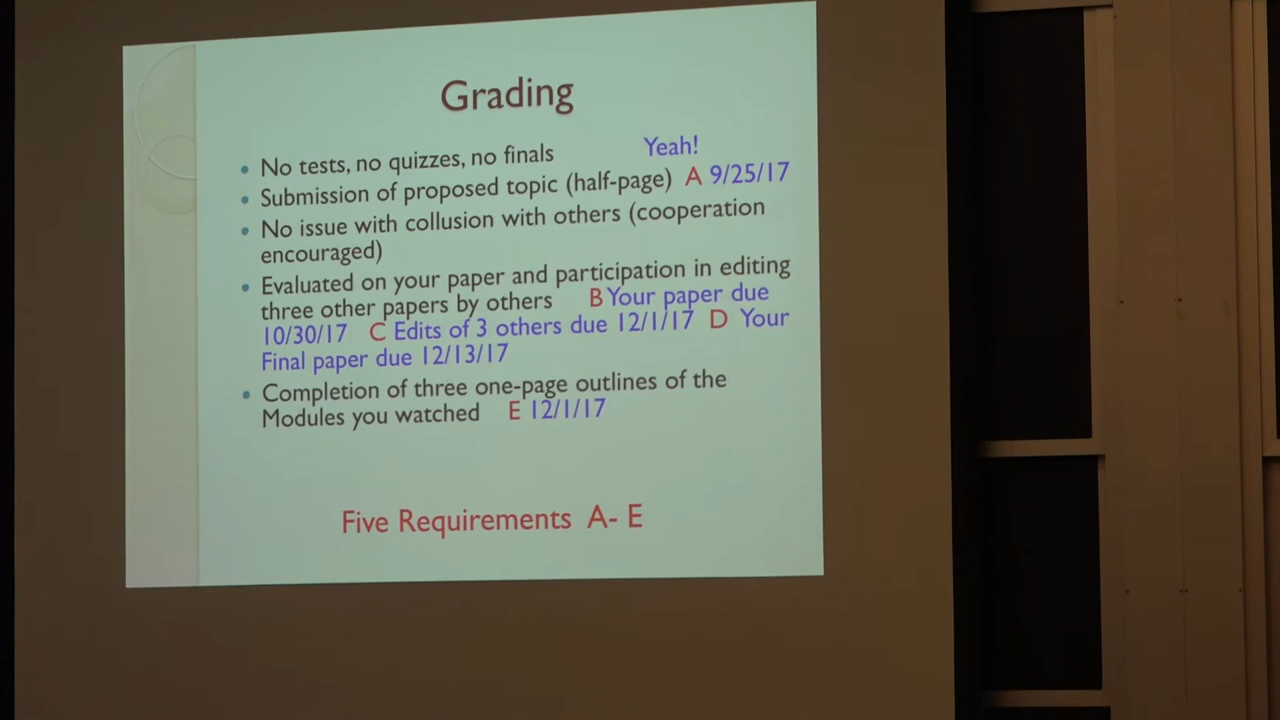 Grading
• No tests, no quizzes, no finals Yeah!
• Submission of proposed topic (half-page) A 9/25/17
• No issue with collusion with others (cooperation
encouraged)
• Evaluated on your paper and participation in editing
three other papers by others B Your paper due
10/30/17 C Edits of 3 others due 12/1/17 D Your
Final paper due 12/13/17
• Completion of three one-page outlines of the
Modules you watched E 12/1/17
Five Requirements A- E